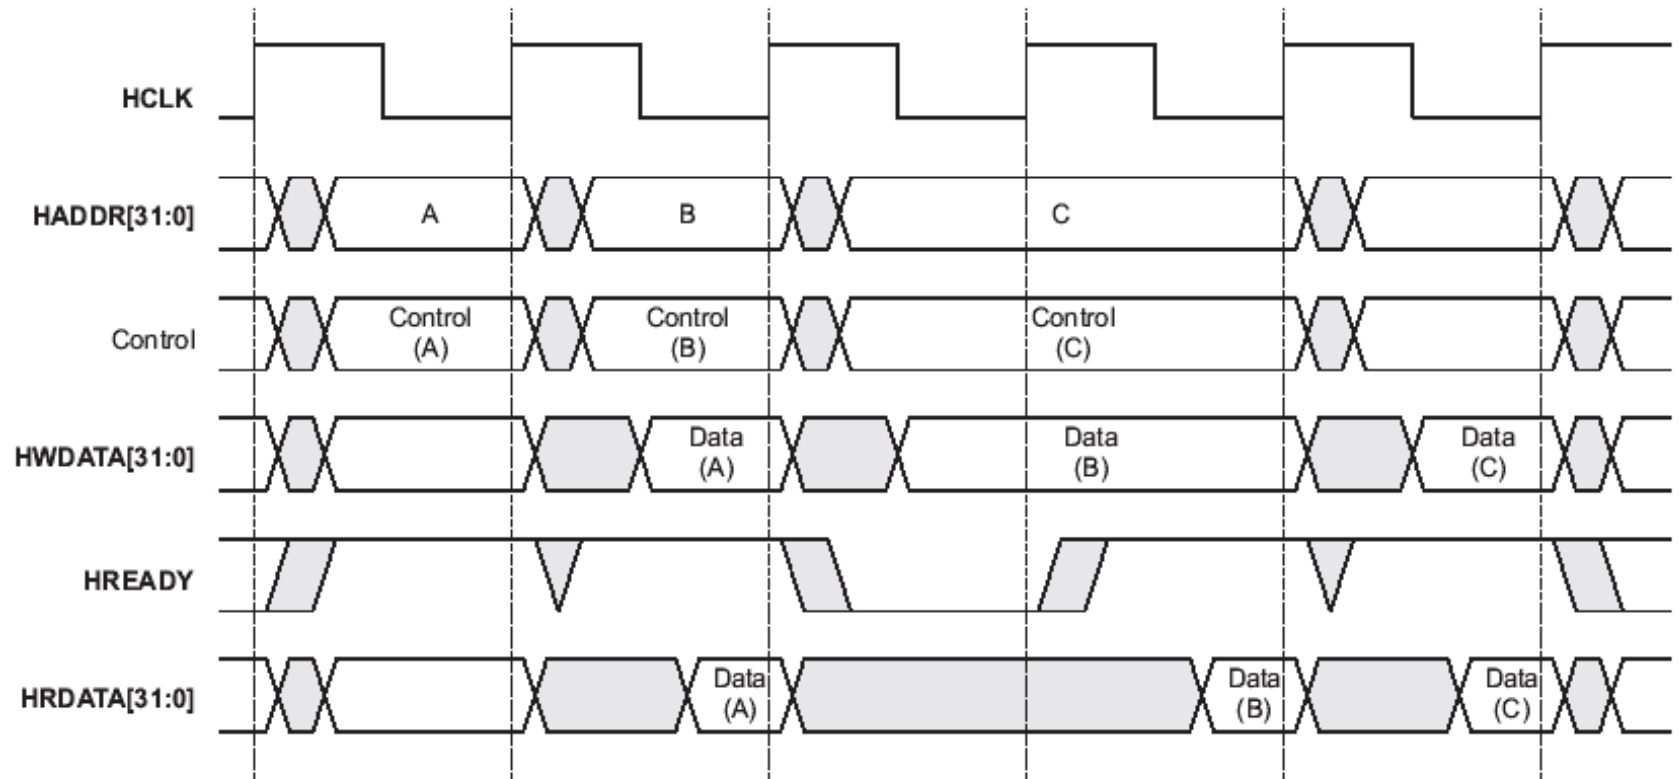 HCLK
HADDR[31:0]
A
B
C
Control
Control
(A)
Control
(B)
Control
(C)
HWDATA[31:0]
Data
(A)
Data
(B)
Data
(C)
HREADY
HRDATA[31:0]
Data
(A)
Data
(B)
Data
(C)